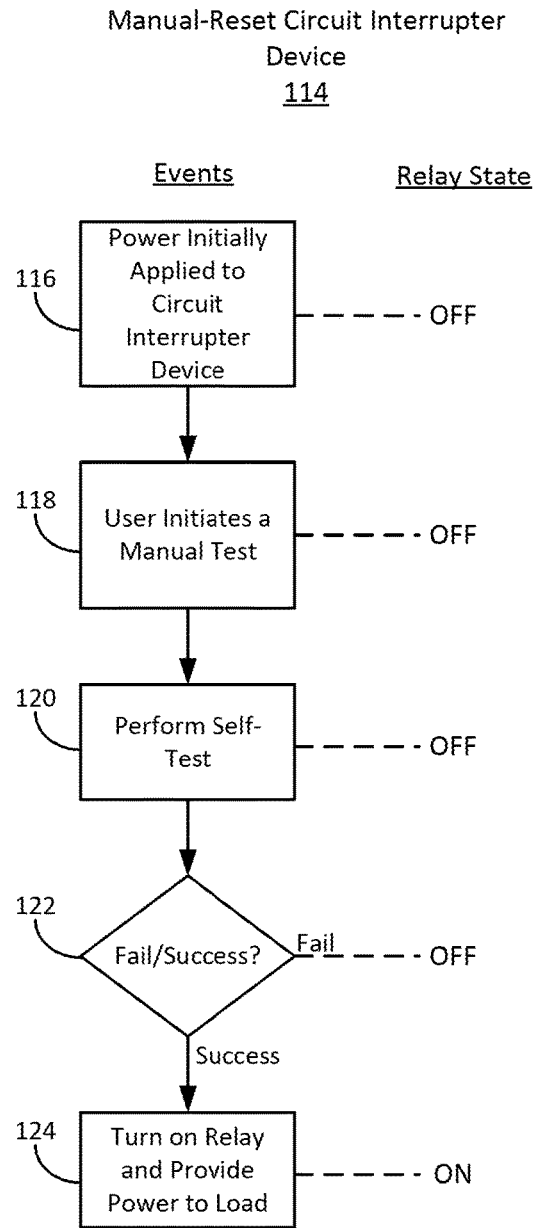 Manual-Reset Circuit Interrupter
Device
114
Events
Relay State
116
Power Initially
Applied to
Circuit
Interrupter
Device
OFF
118
User Initiates a
Manual Test
OFF
120
Perform Self-
Test
OFF
122
Fail/Success?
Fail
OFF
Success
124
Turn on Relay
and Provide
Power to Load
ON